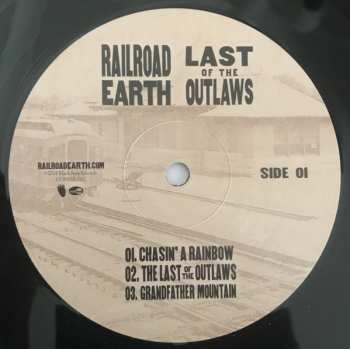 RAILROAD EARTH
LAST OF THE OUTLAWS
RAILROADEARTH.COM
SIDE 01
01. CHASIN' A RAINBOW
02. THE LAST OF THE OUTLAWS
03. GRANDFATHER MOUNTAIN